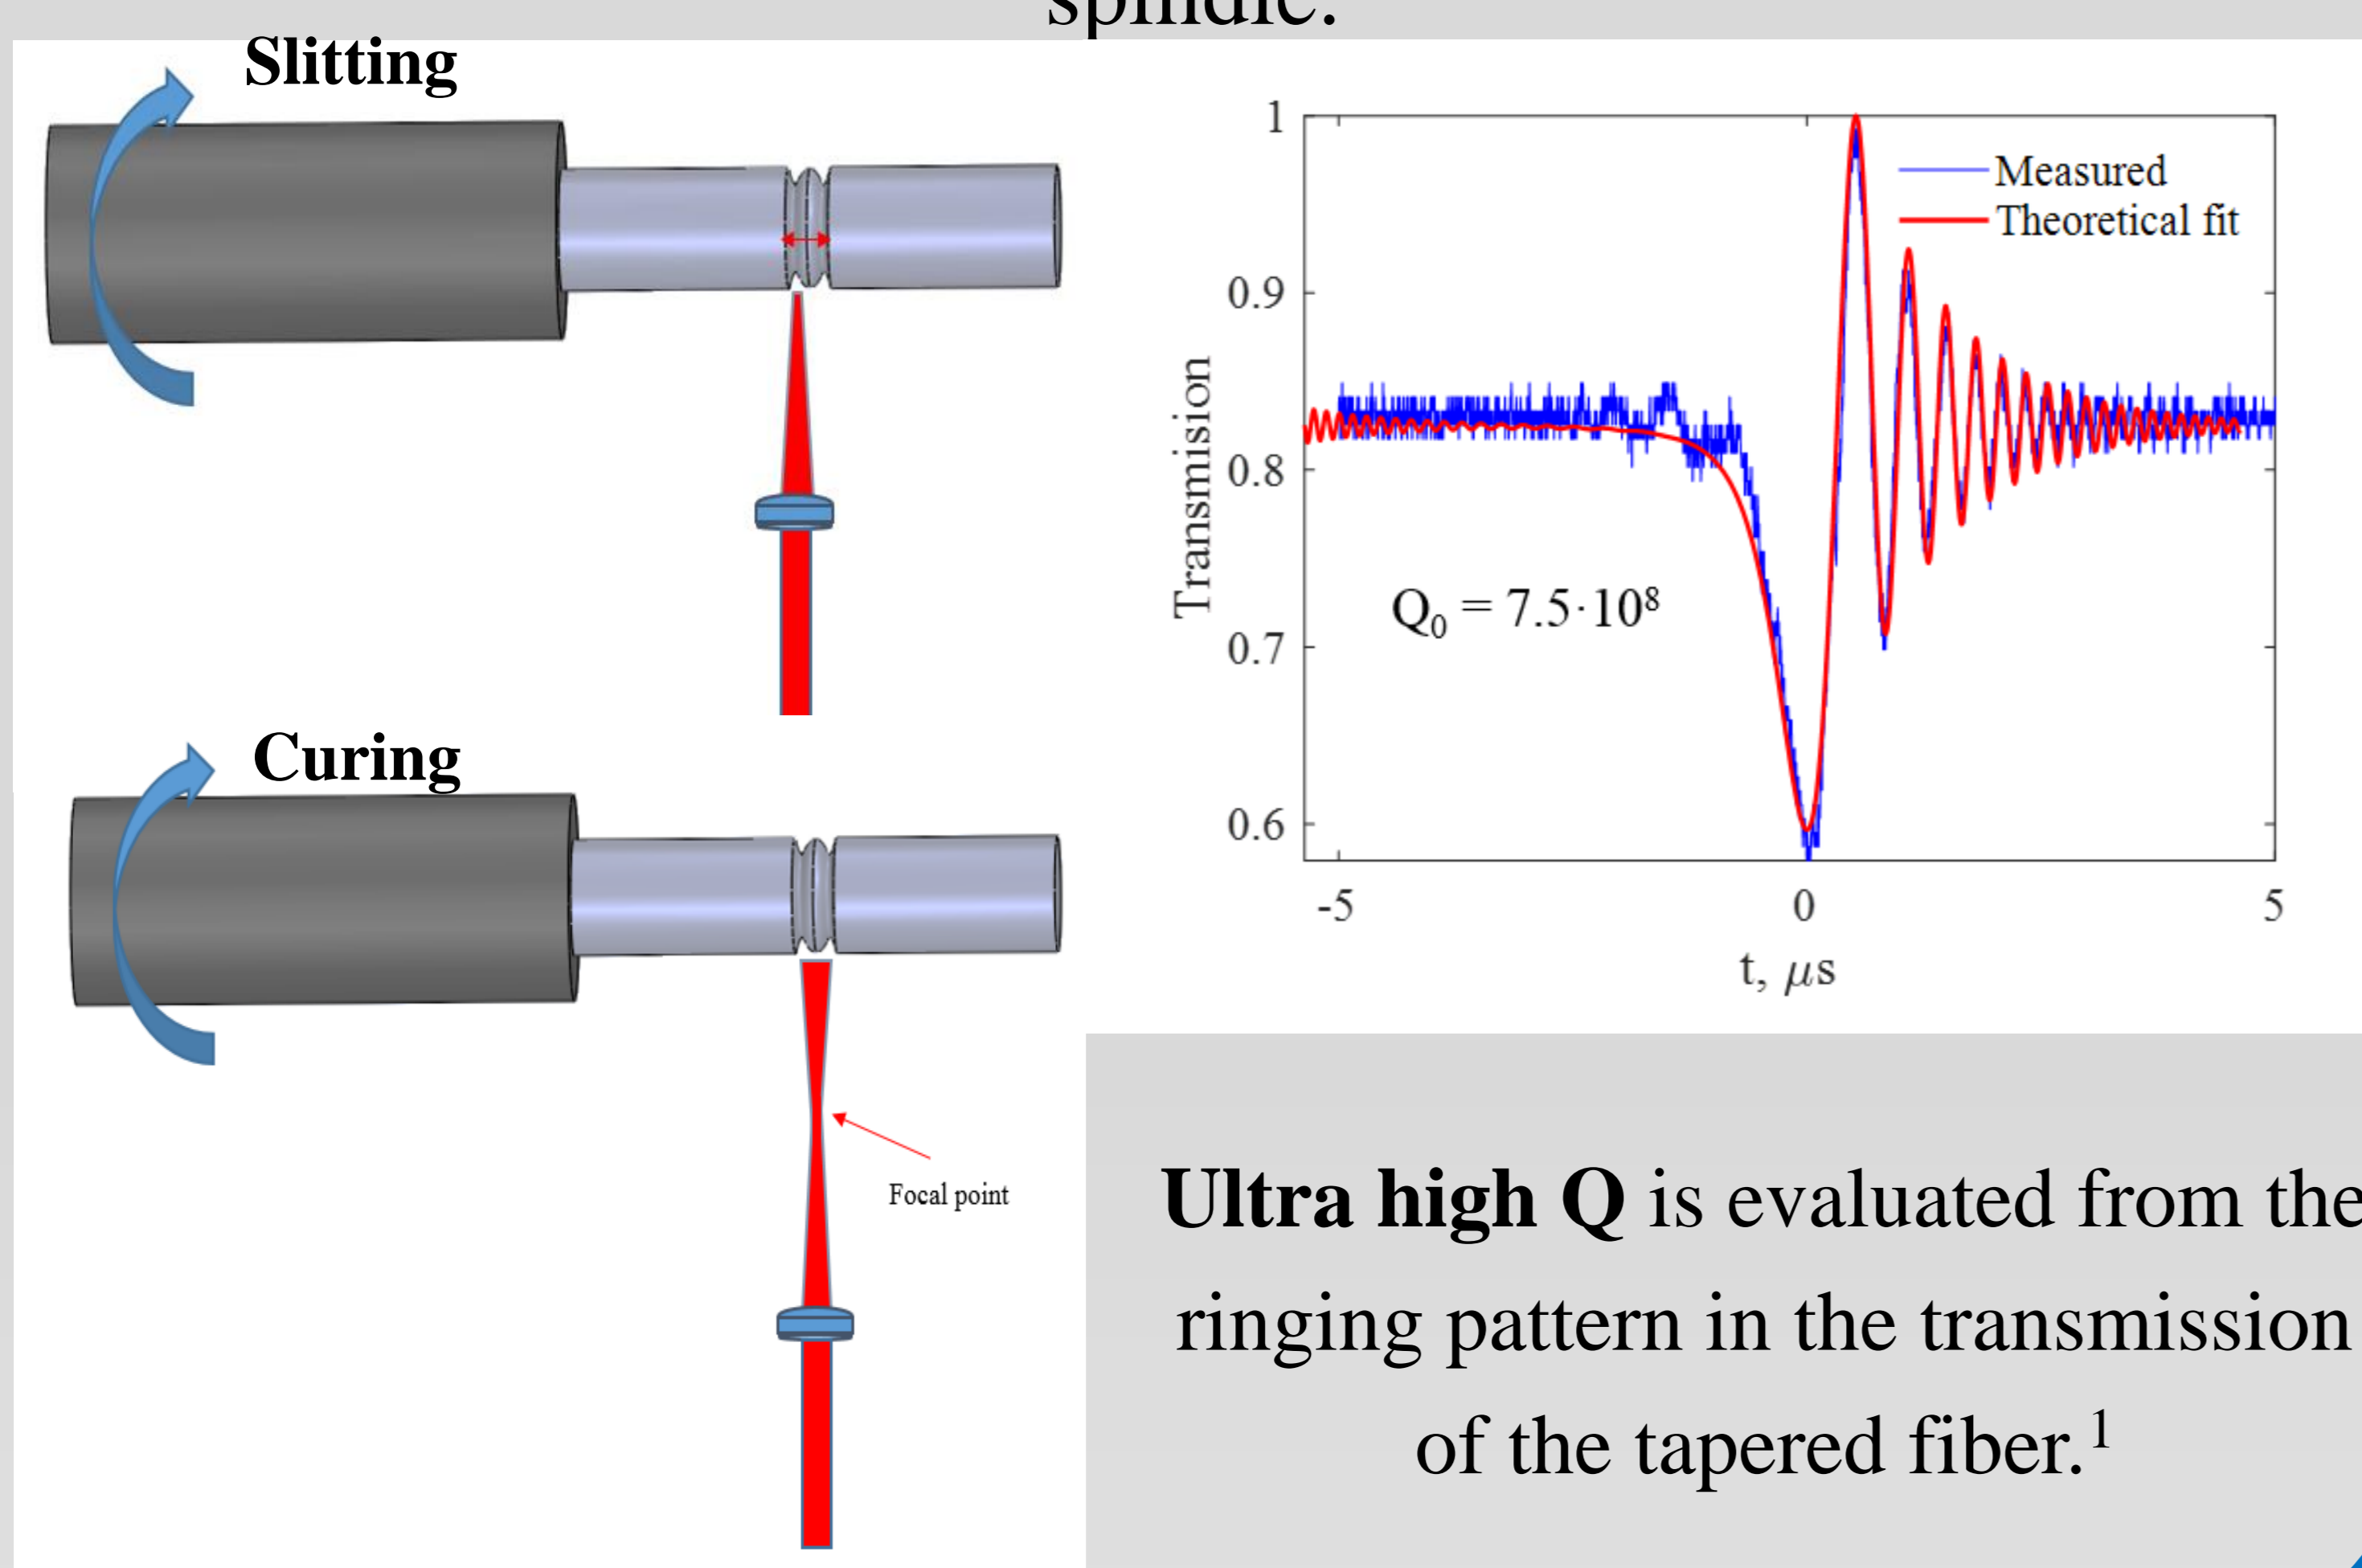 spindle.
Slitting
1
0.9
0.8
0.7
0.6
Transmission
Measured
Theoretical fit
Q₀ = 7.5·10⁸
-5
0
5
t, μs
Curing
Focal point
Ultra high Q is evaluated from the
ringing pattern in the transmission
of the tapered fiber.¹